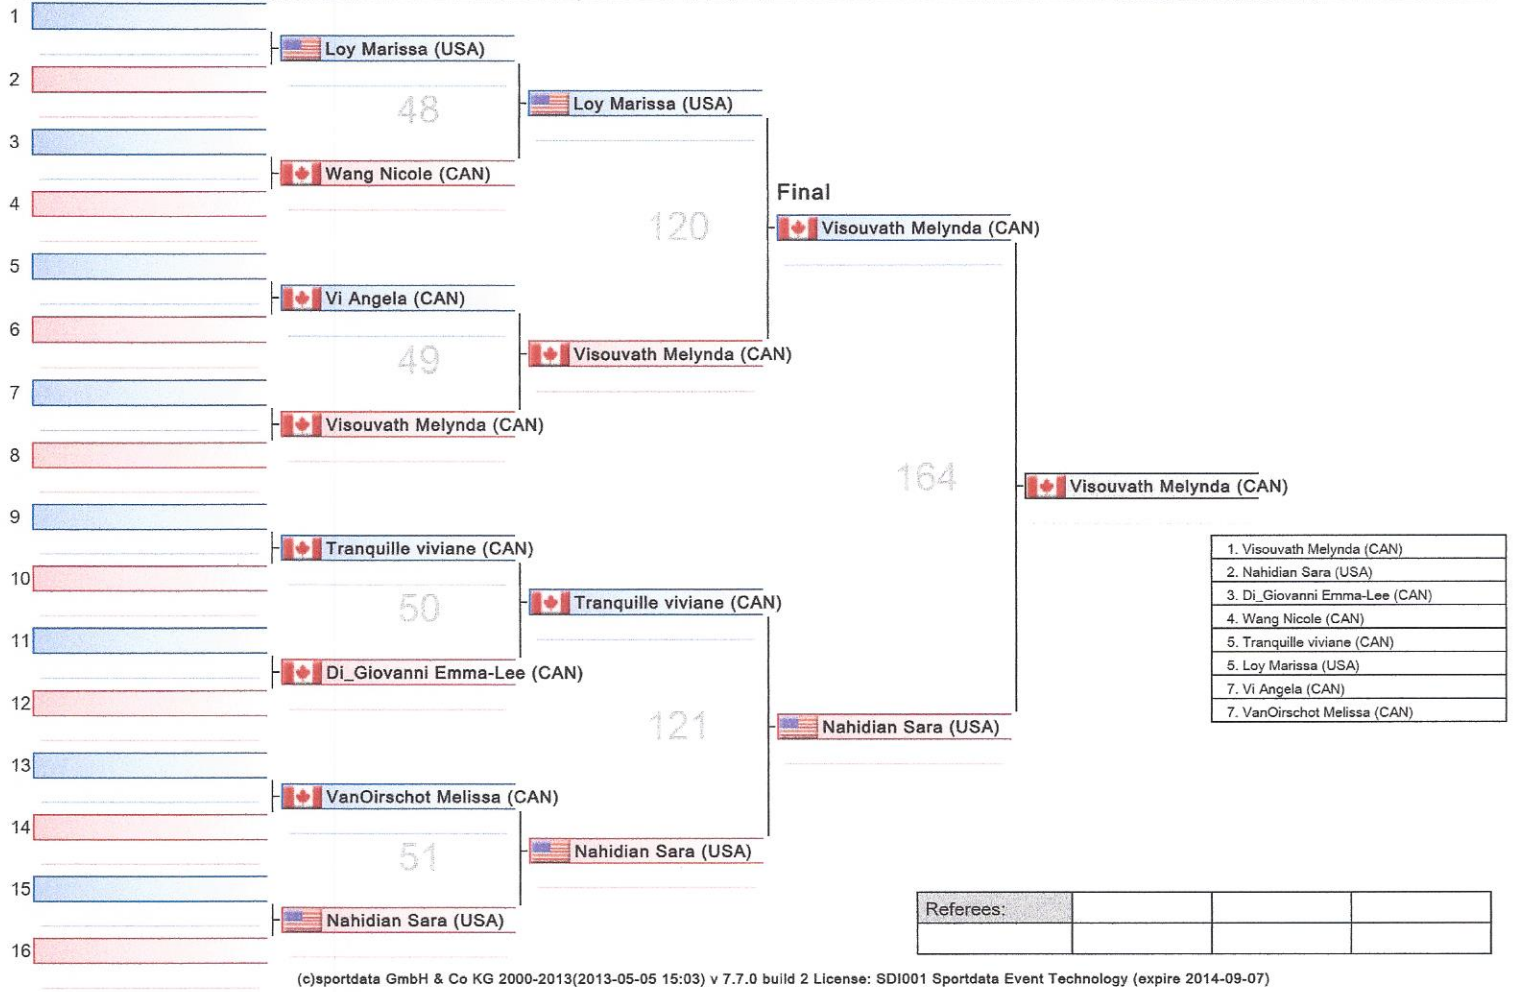 1
Loy Marissa (USA)
2
48
Loy Marissa (USA)
3
Wang Nicole (CAN)
4
Final
120
Visouvath Melynda (CAN)
5
Vi Angela (CAN)
6
49
Visouvath Melynda (CAN)
7
Visouvath Melynda (CAN)
8
164
Visouvath Melynda (CAN)
9
Tranquille viviane (CAN)
10
50
Tranquille viviane (CAN)
11
Di_Giovanni Emma-Lee (CAN)
12
121
Nahidian Sara (USA)
13
VanOirschot Melissa (CAN)
14
51
Nahidian Sara (USA)
15
Nahidian Sara (USA)
16
1. Visouvath Melynda (CAN)
2. Nahidian Sara (USA)
3. Di_Giovanni Emma-Lee (CAN)
4. Wang Nicole (CAN)
5. Tranquille viviane (CAN)
5. Loy Marissa (USA)
7. Vi Angela (CAN)
7. VanOirschot Melissa (CAN)
Referees:
(c)sportdata GmbH & Co KG 2000-2013(2013-05-05 15:03) v 7.7.0 build 2 License: SDI001 Sportdata Event Technology (expire 2014-09-07)